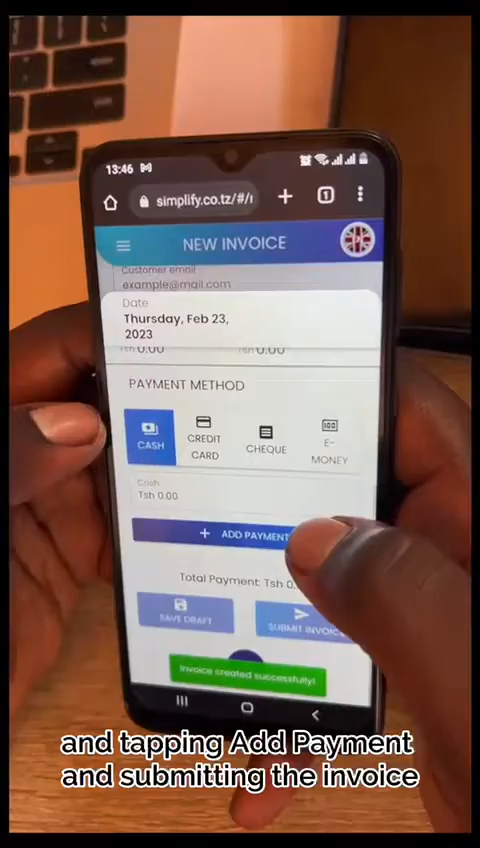 13:46
simplify.co.tz/#/
1
NEW INVOICE
Customer email
example@mail.com
Date
Thursday, Feb 23,
2023
Tsh 0.00 Tsh 0.00
PAYMENT METHOD
CASH
CREDIT
CARD
CHEQUE
E-
MONEY
Cash
Tsh 0.00
+ ADD PAYMENT
Total Payment: Tsh 0.
SAVE DRAFT
SUBMIT INVOICE
Invoice created successfully!
and tapping Add Payment
and submitting the invoice